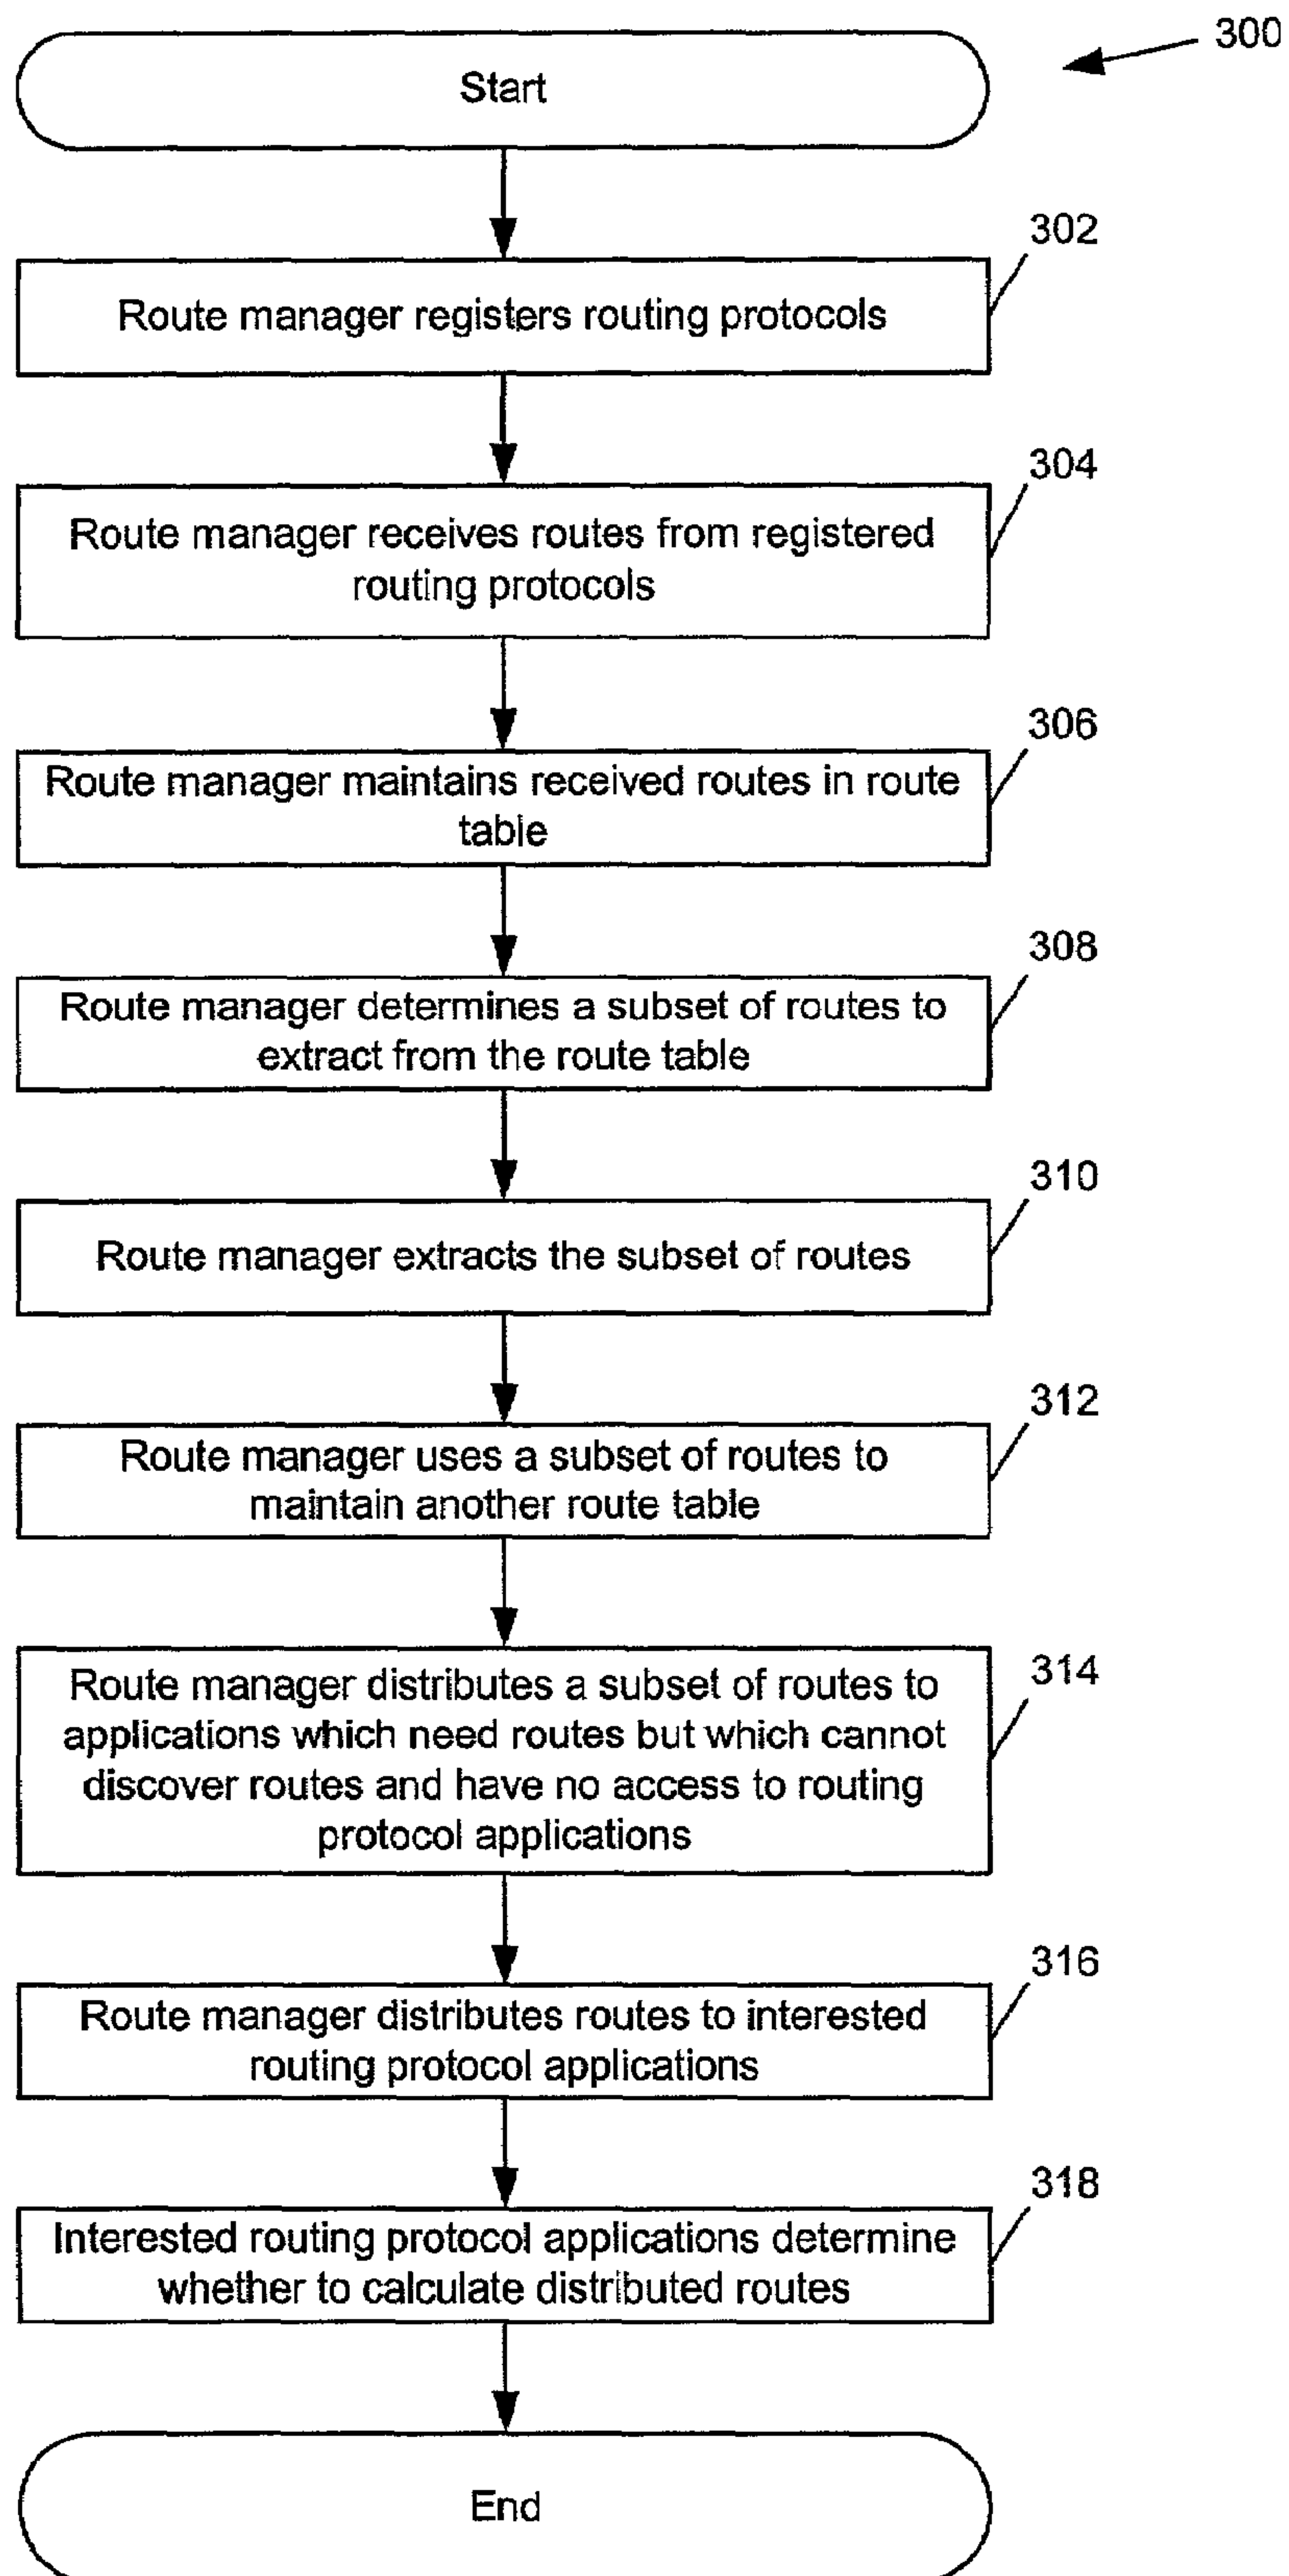 300
Start
302
Route manager registers routing protocols
304
Route manager receives routes from registered
routing protocols
306
Route manager maintains received routes in route
table
308
Route manager determines a subset of routes to
extract from the route table
310
Route manager extracts the subset of routes
312
Route manager uses a subset of routes to
maintain another route table
314
Route manager distributes a subset of routes to
applications which need routes but which cannot
discover routes and have no access to routing
protocol applications
316
Route manager distributes routes to interested
routing protocol applications
318
Interested routing protocol applications determine
whether to calculate distributed routes
End